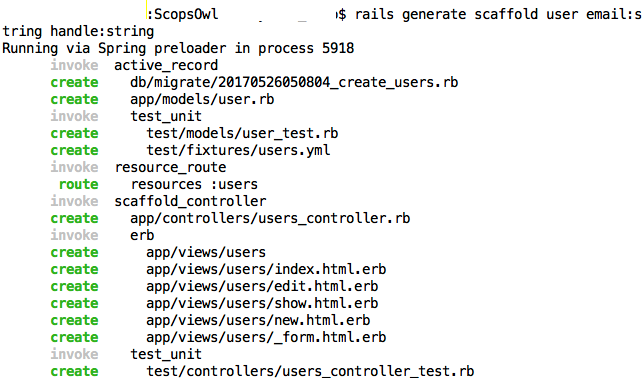 :ScopsOwl $ rails generate scaffold user email:s
tring handle:string
Running via Spring preloader in process 5918
invoke active_record
create db/migrate/20170526050804_create_users.rb
create app/models/user.rb
invoke test_unit
create test/models/user_test.rb
create test/fixtures/users.yml
invoke resource_route
route resources :users
invoke scaffold_controller
create app/controllers/users_controller.rb
invoke erb
create app/views/users
create app/views/users/index.html.erb
create app/views/users/edit.html.erb
create app/views/users/show.html.erb
create app/views/users/new.html.erb
create app/views/users/_form.html.erb
invoke test_unit
create test/controllers/users_controller_test.rb